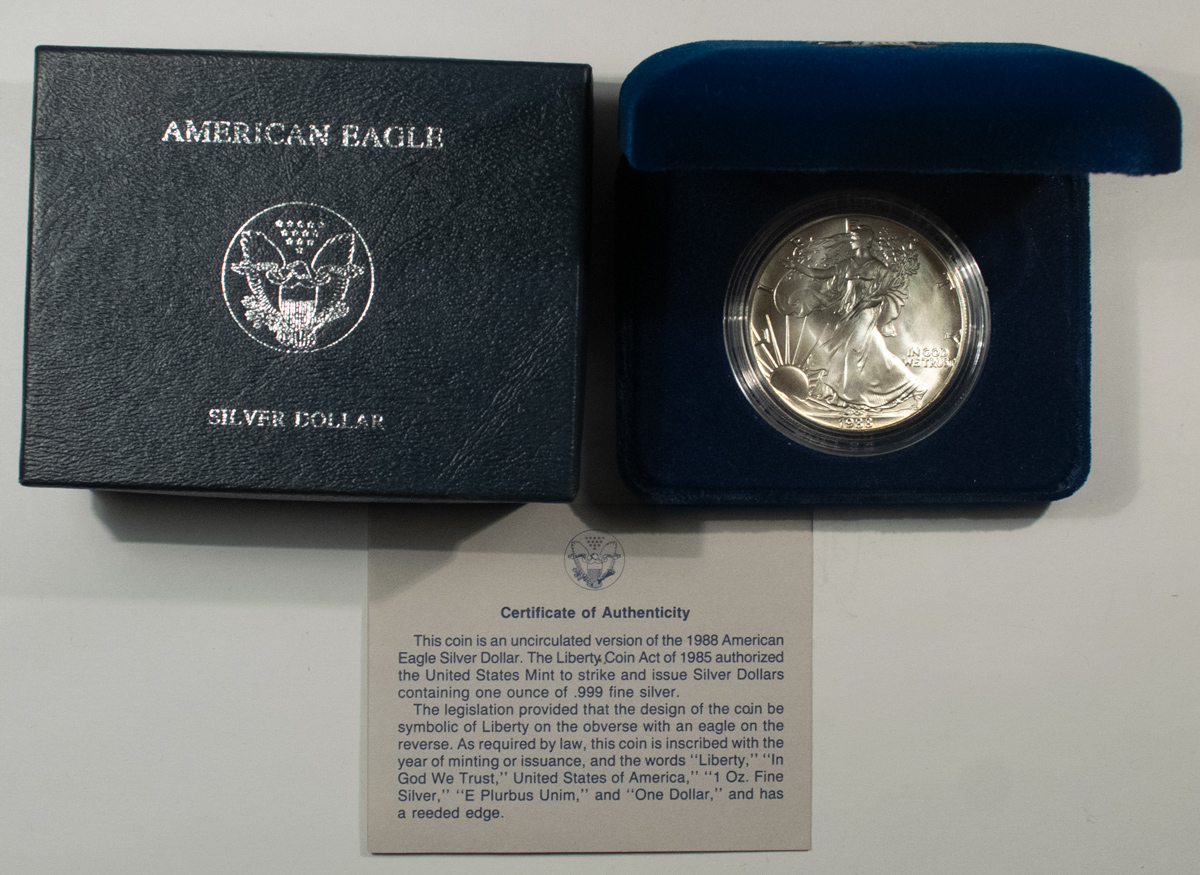 AMERICAN EAGLE
SILVER DOLLAR
IN GOD
WE TRUST
1988
Certificate of Authenticity
This coin is an uncirculated version of the 1988 American
Eagle Silver Dollar. The Liberty Coin Act of 1985 authorized
the United States Mint to strike and issue Silver Dollars
containing one ounce of .999 fine silver.
The legislation provided that the design of the coin be
symbolic of Liberty on the obverse with an eagle on the
reverse. As required by law, this coin is inscribed with the
year of minting or issuance, and the words ‘‘Liberty,’’ ‘‘In
God We Trust,’’ United States of America,’’ ‘‘1 Oz. Fine
Silver,’’ ‘‘E Plurbus Unim,’’ and ‘‘One Dollar,’’ and has
a reeded edge.